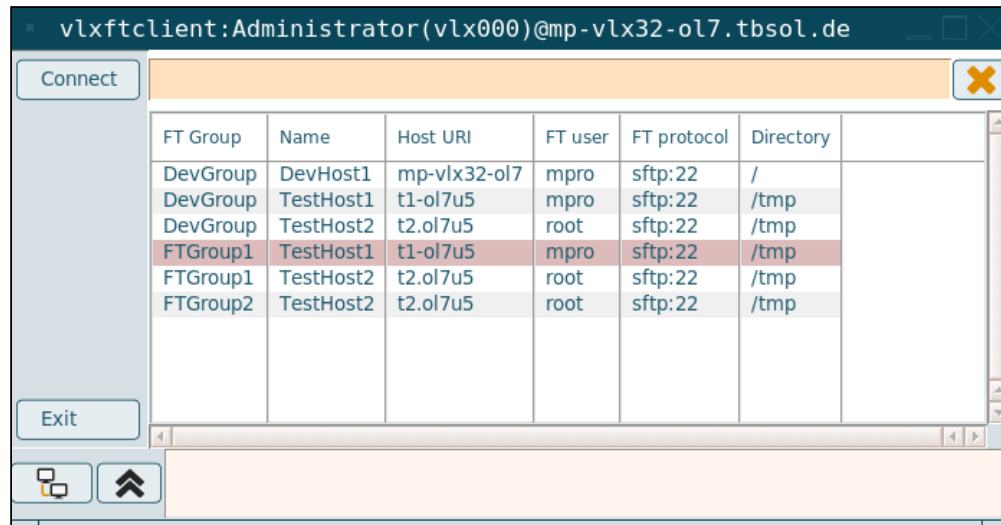 vlxftclient:Administrator(vlx000)@mp-vlx32-ol7.tbsol.de
Connect
FT Group Name Host URI FT user FT protocol Directory
DevGroup DevHost1 mp-vlx32-ol7 mpro sftp:22 /
DevGroup TestHost1 t1-ol7u5 mpro sftp:22 /tmp
DevGroup TestHost2 t2.ol7u5 root sftp:22 /tmp
FTGroup1 TestHost1 t1-ol7u5 mpro sftp:22 /tmp
FTGroup1 TestHost2 t2.ol7u5 root sftp:22 /tmp
FTGroup2 TestHost2 t2.ol7u5 root sftp:22 /tmp
Exit